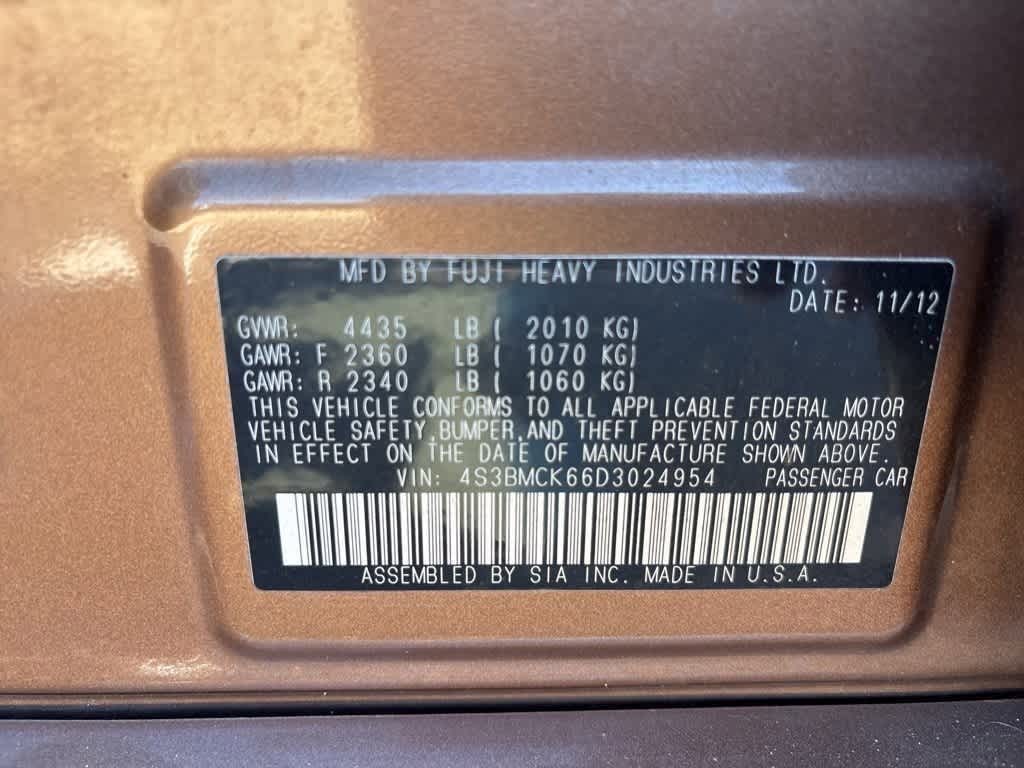 MFD BY FUJI HEAVY INDUSTRIES LTD.
DATE: 11/12
GVWR: 4435 LB ( 2010 KG)
GAWR: F 2360 LB ( 1070 KG)
GAWR: R 2340 LB ( 1060 KG)
THIS VEHICLE CONFORMS TO ALL APPLICABLE FEDERAL MOTOR
VEHICLE SAFETY,BUMPER,AND THEFT PREVENTION STANDARDS
IN EFFECT ON THE DATE OF MANUFACTURE SHOWN ABOVE.
VIN: 4S3BMCK66D3024954 PASSENGER CAR
ASSEMBLED BY SIA INC. MADE IN U.S.A.